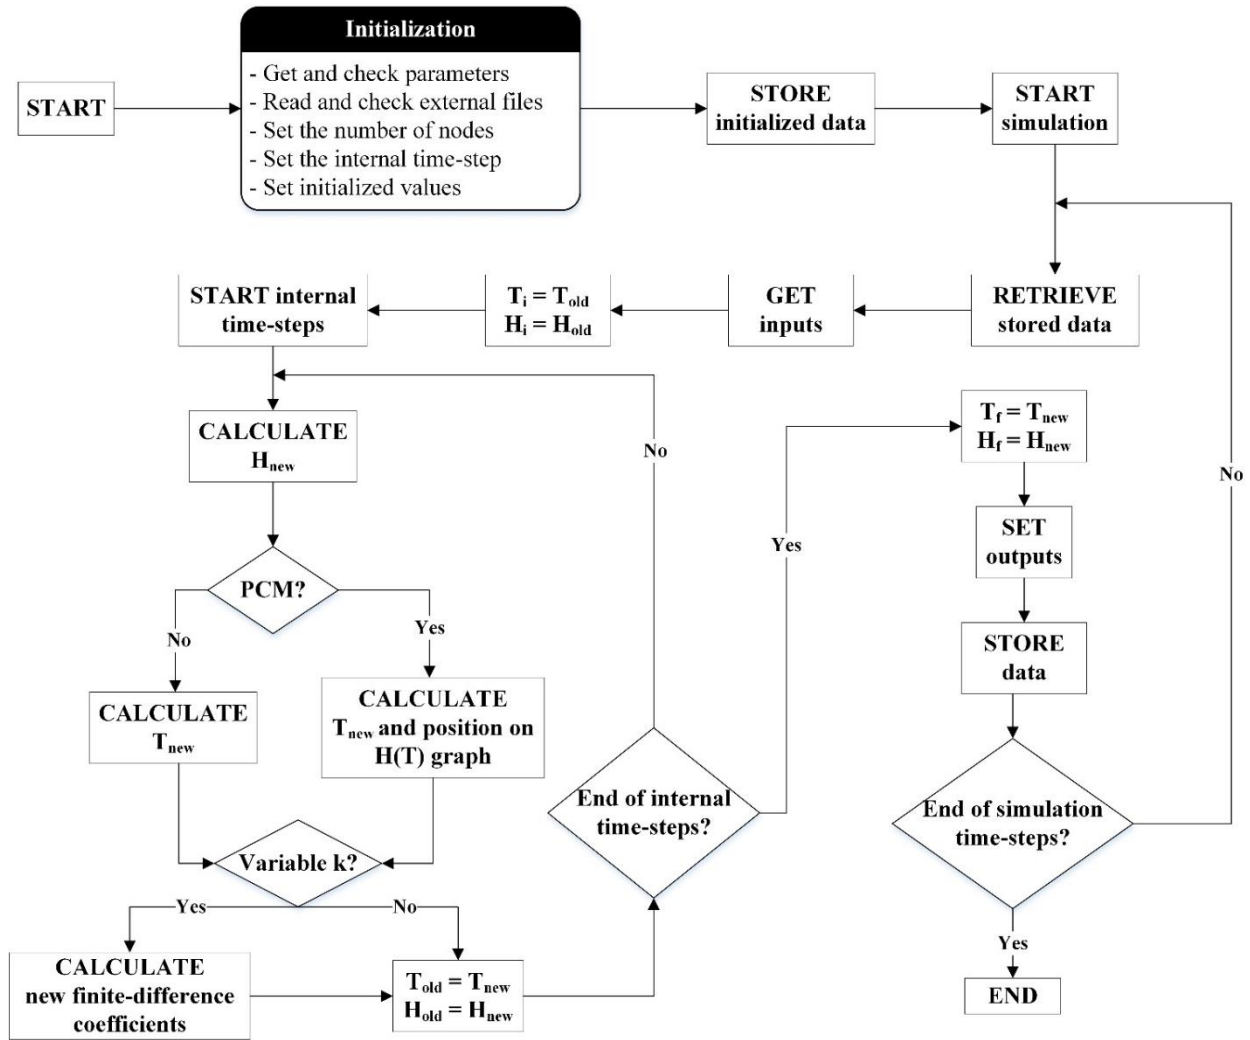 START
Initialization
- Get and check parameters
- Read and check external files
- Set the number of nodes
- Set the internal time-step
- Set initialized values
STORE
initialized data
START
simulation
RETRIEVE
stored data
GET
inputs
Tᵢ = Tₒₗd
Hᵢ = Hₒₗd
START internal
time-steps
CALCULATE
Hnew
PCM?
No
Yes
CALCULATE
Tnew
CALCULATE
Tnew and position on
H(T) graph
Variable k?
Yes
No
CALCULATE
new finite-difference
coefficients
Told = Tnew
Hold = Hnew
End of internal
time-steps?
No
Yes
Tf = Tnew
Hf = Hnew
SET
outputs
STORE
data
End of simulation
time-steps?
No
Yes
END